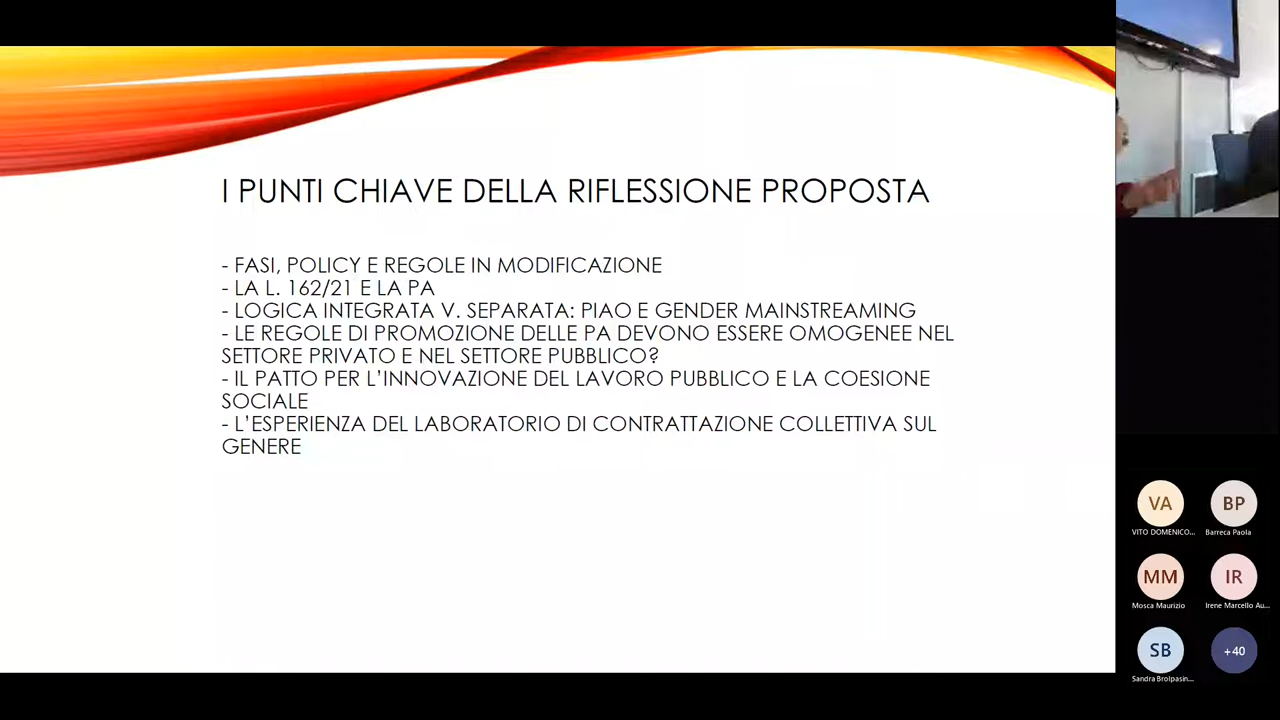 I PUNTI CHIAVE DELLA RIFLESSIONE PROPOSTA
- FASI, POLICY E REGOLE IN MODIFICAZIONE
- LA L. 162/21 E LA PA
- LOGICA INTEGRATA V. SEPARATA: PIAO E GENDER MAINSTREAMING
- LE REGOLE DI PROMOZIONE DELLE PA DEVONO ESSERE OMOGENEE NEL
SETTORE PRIVATO E NEL SETTORE PUBBLICO?
- IL PATTO PER L'INNOVAZIONE DEL LAVORO PUBBLICO E LA COESIONE
SOCIALE
- L'ESPERIENZA DEL LABORATORIO DI CONTRATTAZIONE COLLETTIVA SUL
GENERE
VA BP
VITO DOMENICO... Barreca Paola
MM IR
Mosca Maurizio Irene Marcello Au...
SB +40
Sandra Brolpasin...